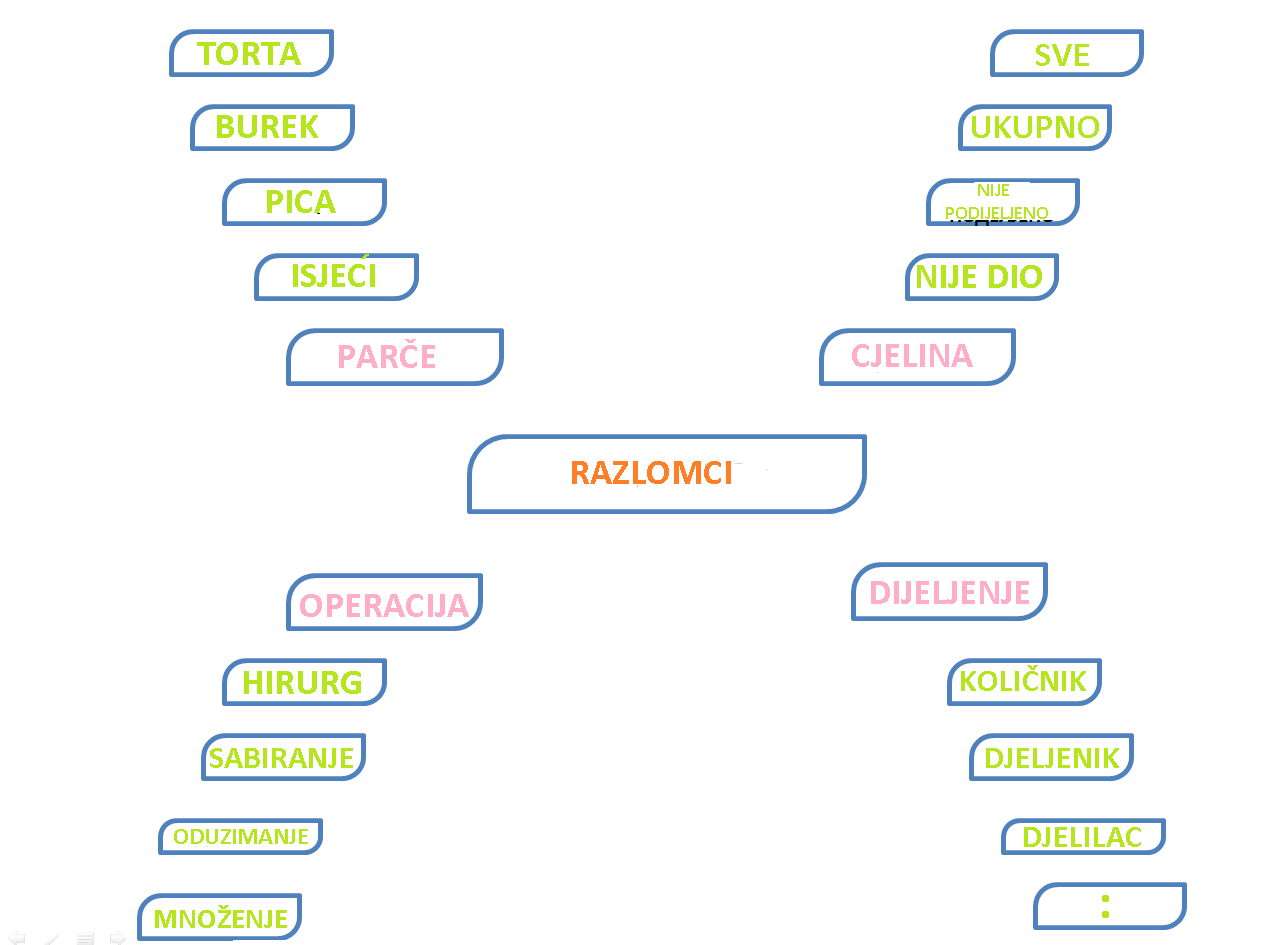 TORTA
BUREK
PICA
ISJEĆI
PARČE
SVE
UKUPNO
NIJE
PODIJELJENO
NIJE DIO
CJELINA
RAZLOMCI
OPERACIJA
HIRURG
SABIRANJE
ODUZIMANJE
MNOŽENJE
DIJELJENJE
KOLIČNIK
DJELJENIK
DJELILAC
: